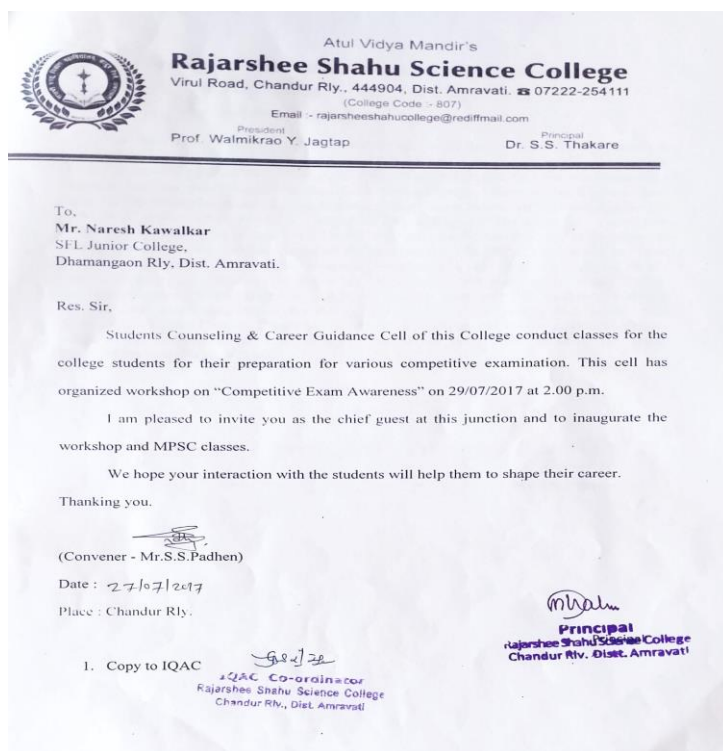 Atul Vidya Mandir's
Rajarshee Shahu Science College
Virul Road, Chandur Rly., 444904, Dist. Amravati. ☎ 07222-254111
(College Code :- 807)
Email :- rajarsheeshahucollege@rediffmail.com
President
Prof. Walmikrao Y. Jagtap
Principal
Dr. S.S. Thakare
To,
Mr. Naresh Kawalkar
SFL Junior College,
Dhamangaon Rly, Dist. Amravati.
Res. Sir,
Students Counseling & Career Guidance Cell of this College conduct classes for the
college students for their preparation for various competitive examination. This cell has
organized workshop on “Competitive Exam Awareness” on 29/07/2017 at 2.00 p.m.
I am pleased to invite you as the chief guest at this junction and to inaugurate the
workshop and MPSC classes.
We hope your interaction with the students will help them to shape their career.
Thanking you.
(Convener - Mr.S.S.Padhen)
Date : 27/07/2017
Place : Chandur Rly.
Principal
Rajarshee Shahu Science College
Chandur Rly. Distt. Amravati
Principal
1. Copy to IQAC
IQAC Co-ordinator
Rajarshee Shahu Science College
Chandur Rly., Dist. Amravati